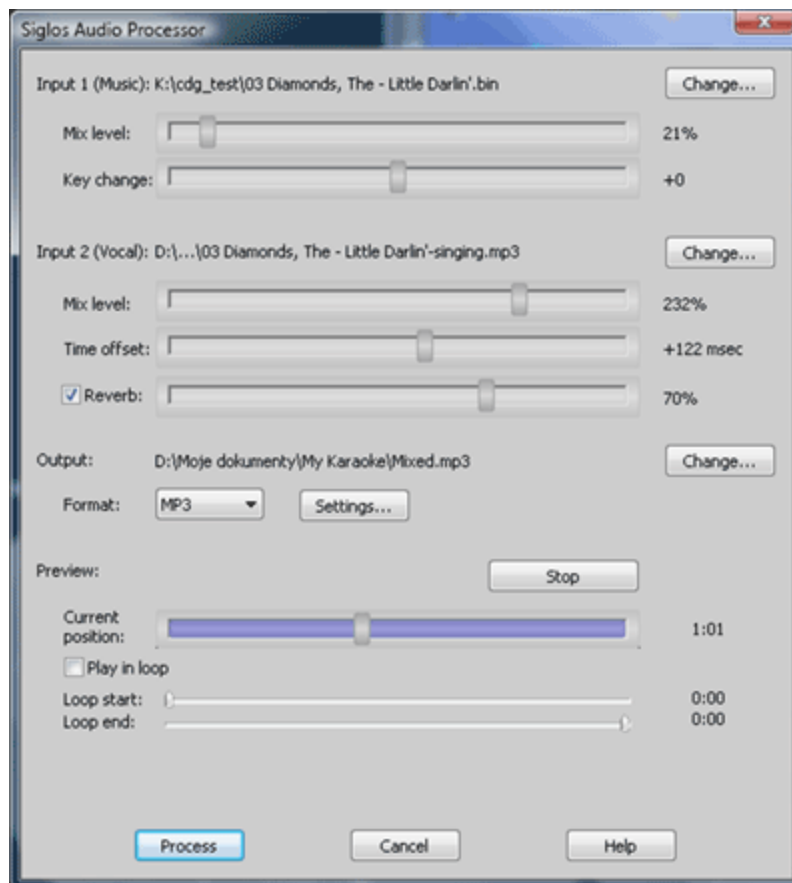 Siglos Audio Processor
Input 1 (Music): K:\cdg_test\03 Diamonds, The - Little Darlin'.bin Change...
Mix level: 21%
Key change: +0
Input 2 (Vocal): D:\...\03 Diamonds, The - Little Darlin'-singing.mp3 Change...
Mix level: 232%
Time offset: +122 msec
Reverb: 70%
Output: D:\Moje dokumenty\My Karaoke\Mixed.mp3 Change...
Format: MP3 Settings...
Preview: Stop
Current
position: 1:01
Play in loop
Loop start: 0:00
Loop end: 0:00
Process Cancel Help